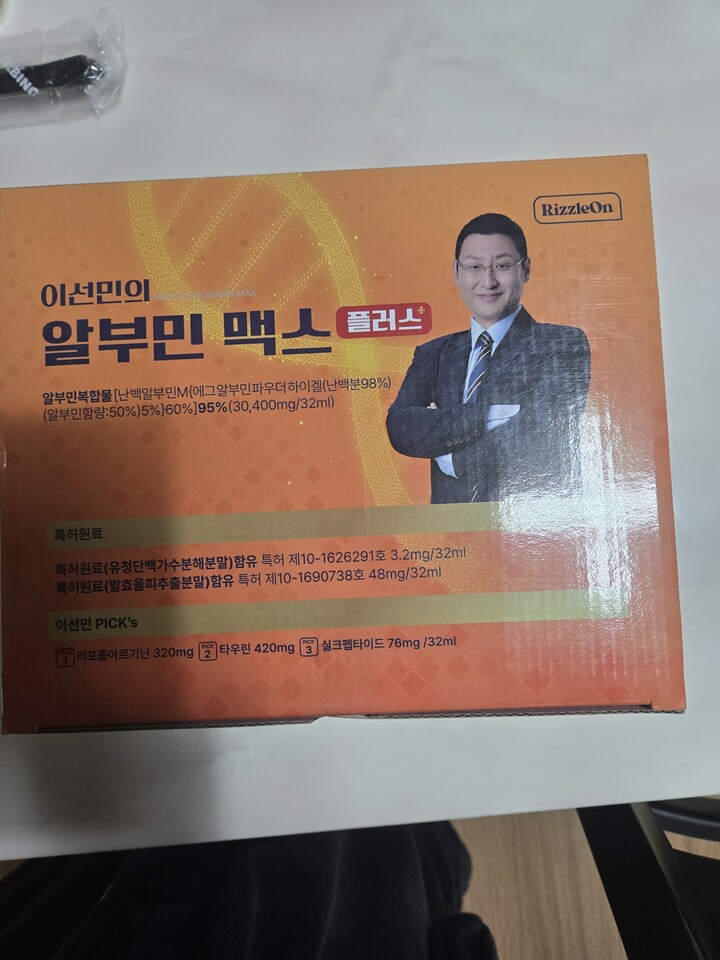 BING
RizzleOn
이선민의
알부민 맥스 플러스
알부민복합물[난백알부민M{에그알부민파우더하이겔(난백분98%)
(알부민함량:50%)5%}60%]95%(30,400mg/32ml)
특허원료
특허원료(유청단백가수분해분말)함유 특허 제10-1626291호 3.2mg/32ml
특허원료(발효율피추출분말)함유 특허 제10-1690738호 48mg/32ml
이선민 PICK's
PICK 1 리포좀아르기닌 320mg PICK 2 타우린 420mg PICK 3 실크펩타이드 76mg /32ml